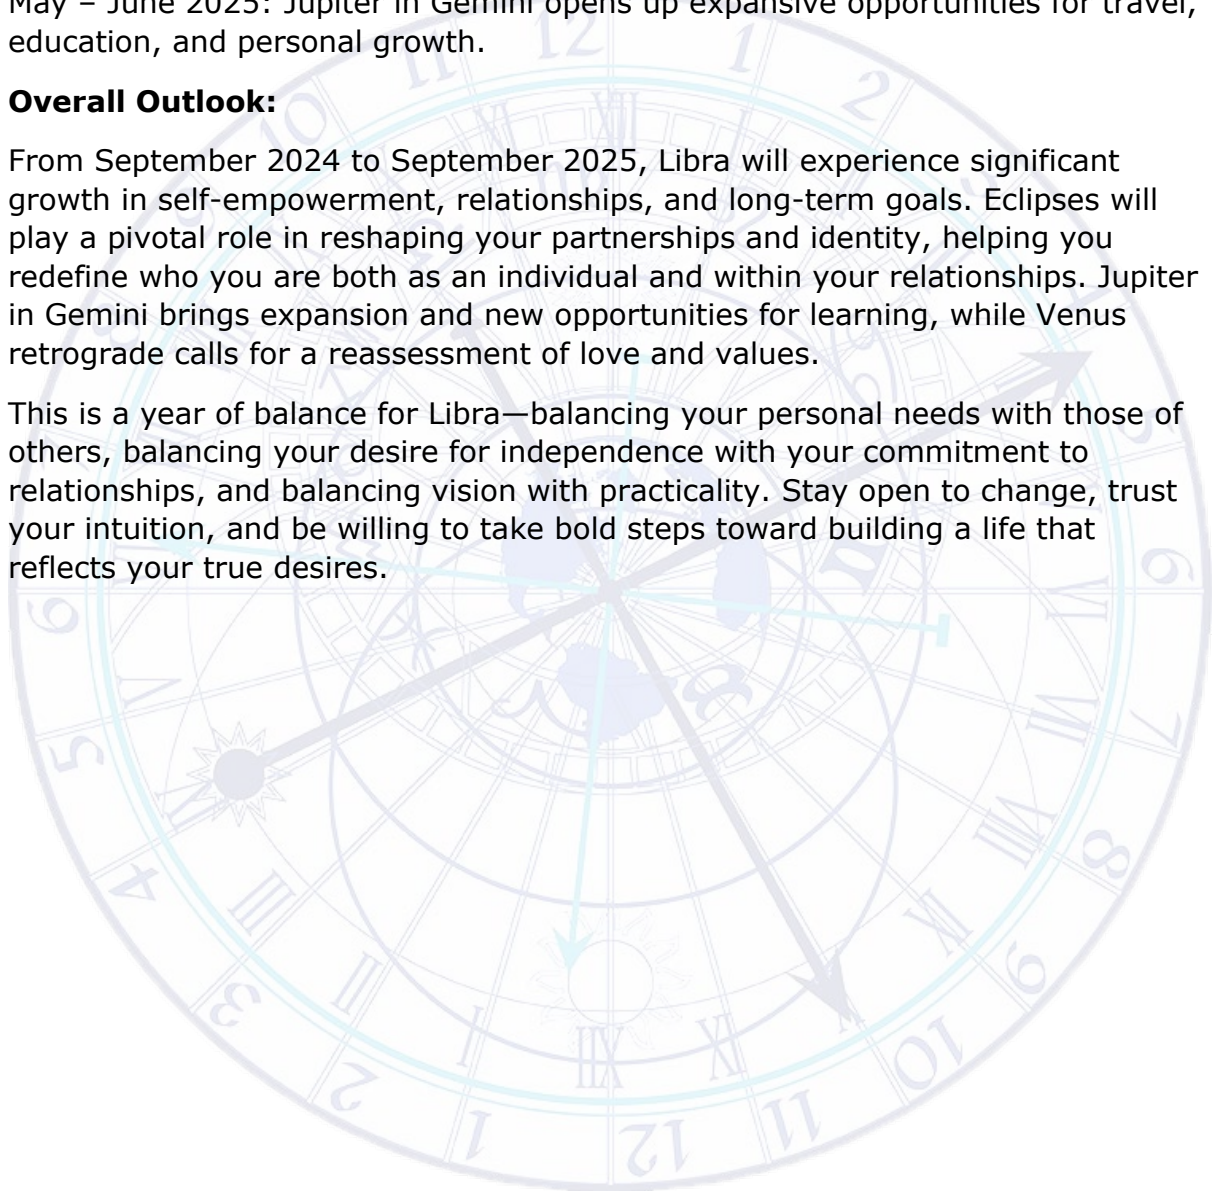 May – June 2025: Jupiter in Gemini opens up expansive opportunities for travel,
education, and personal growth.
Overall Outlook:
From September 2024 to September 2025, Libra will experience significant
growth in self-empowerment, relationships, and long-term goals. Eclipses will
play a pivotal role in reshaping your partnerships and identity, helping you
redefine who you are both as an individual and within your relationships. Jupiter
in Gemini brings expansion and new opportunities for learning, while Venus
retrograde calls for a reassessment of love and values.
This is a year of balance for Libra—balancing your personal needs with those of
others, balancing your desire for independence with your commitment to
relationships, and balancing vision with practicality. Stay open to change, trust
your intuition, and be willing to take bold steps toward building a life that
reflects your true desires.